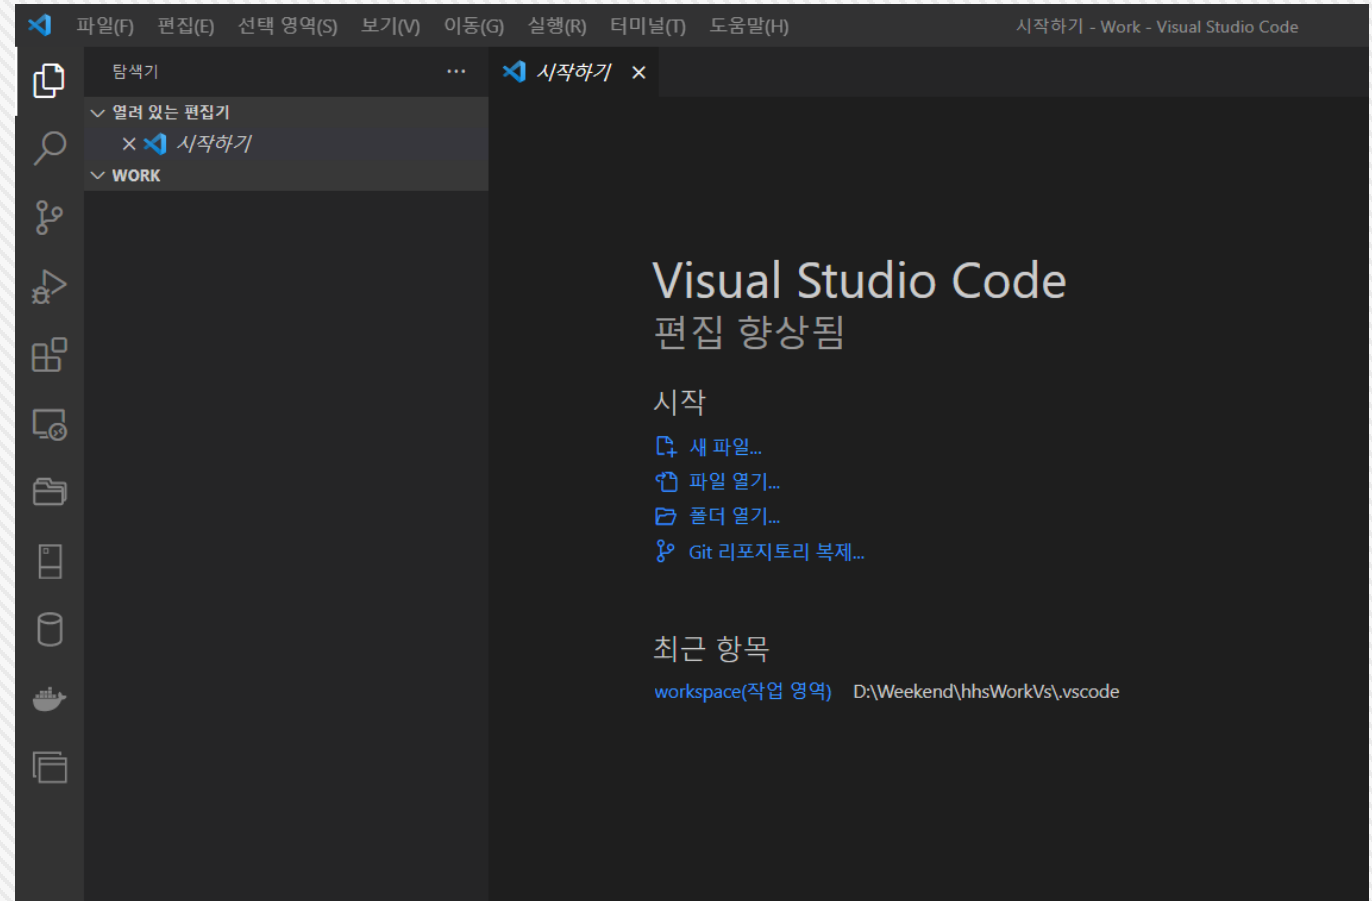 파일(F) 편집(E) 선택 영역(S) 보기(V) 이동(G) 실행(R) 터미널(T) 도움말(H) 시작하기 - Work - Visual Studio Code
탐색기
시작하기
열려 있는 편집기
시작하기
WORK
Visual Studio Code
편집 향상됨
시작
새 파일...
파일 열기...
폴더 열기...
Git 리포지토리 복제...
최근 항목
workspace(작업 영역) D:\Weekend\hhsWorkVs\.vscode